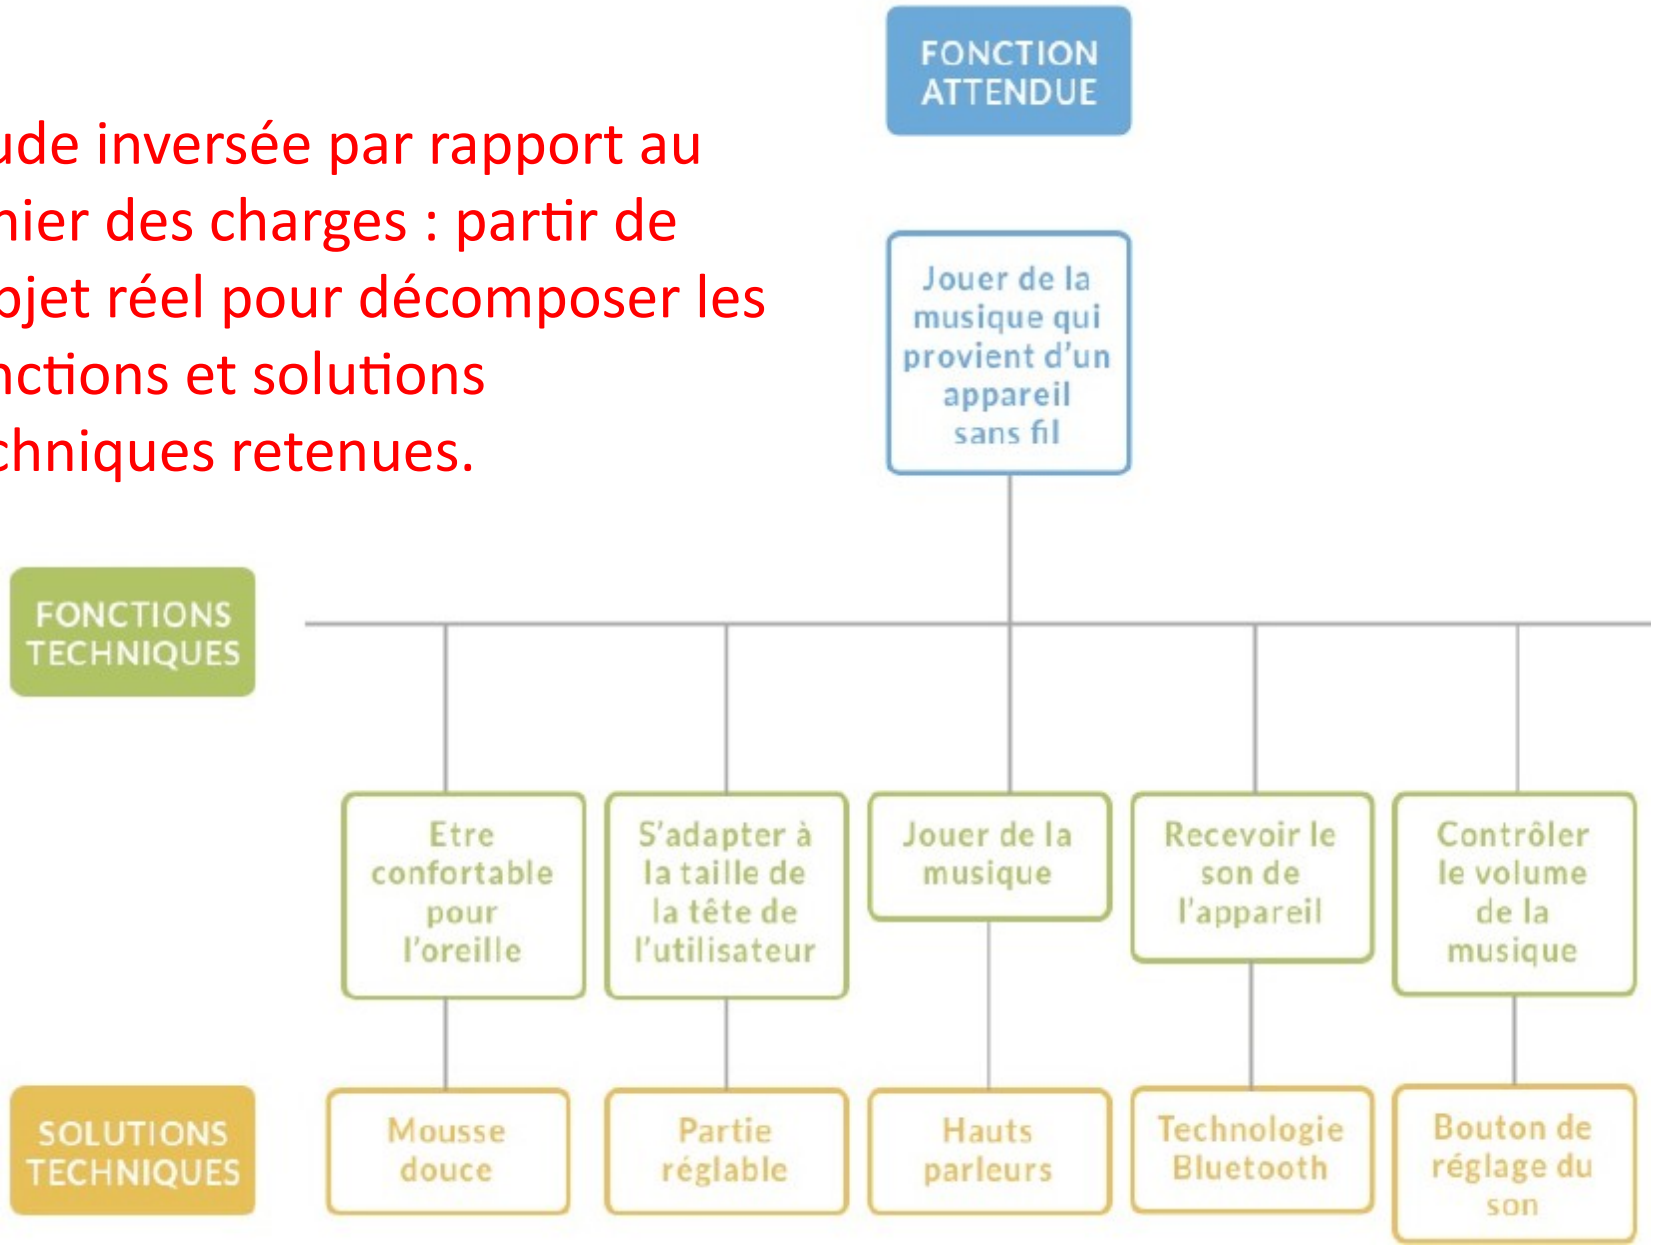 FONCTION
ATTENDUE
ude inversée par rapport au
nier des charges : partir de
bjet réel pour décomposer les
nctions et solutions
chniques retenues.
Jouer de la
musique qui
provient d'un
appareil
sans fil
FONCTIONS
TECHNIQUES
Etre
confortable
pour
l'oreille
S'adapter à
la taille de
la tête de
l'utilisateur
Jouer de la
musique
Recevoir le
son de
l'appareil
Contrôler
le volume
de la
musique
SOLUTIONS
TECHNIQUES
Mousse
douce
Partie
réglable
Hauts
parleurs
Technologie
Bluetooth
Bouton de
réglage du
son